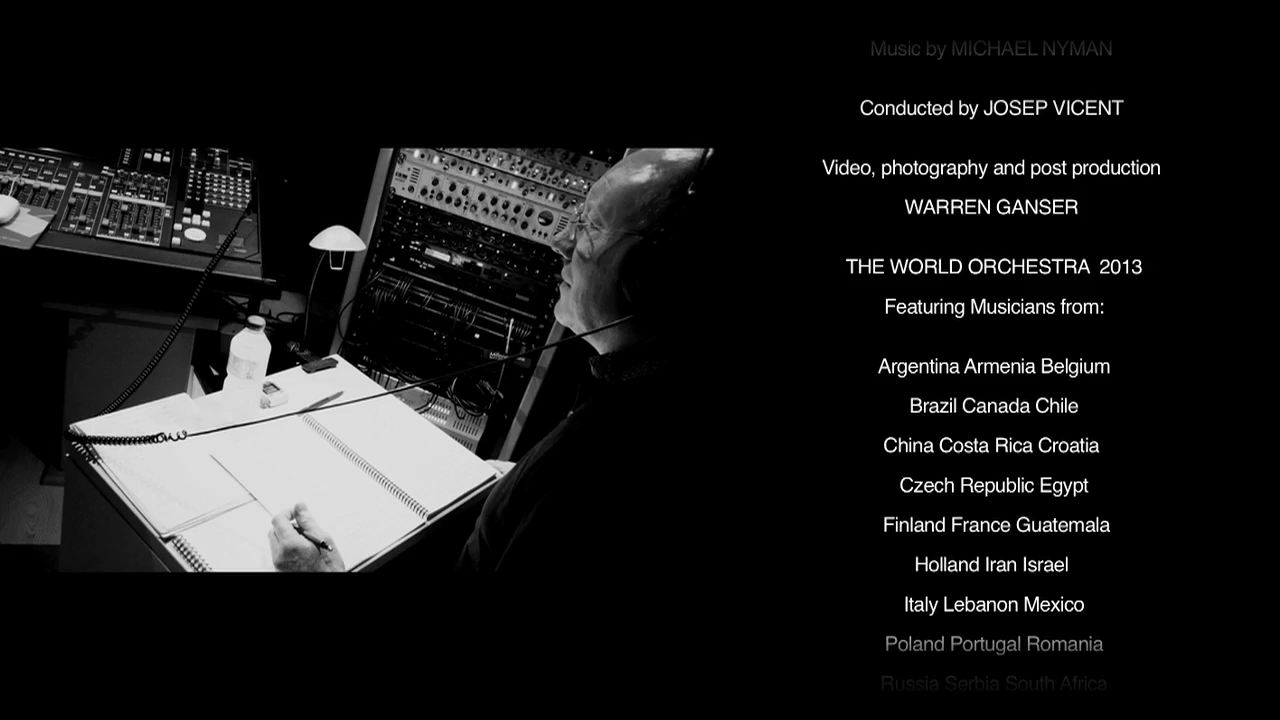 Music by MICHAEL NYMAN
Conducted by JOSEP VICENT
Video, photography and post production
WARREN GANSER
THE WORLD ORCHESTRA 2013
Featuring Musicians from:
Argentina Armenia Belgium
Brazil Canada Chile
China Costa Rica Croatia
Czech Republic Egypt
Finland France Guatemala
Holland Iran Israel
Italy Lebanon Mexico
Poland Portugal Romania
Russia Serbia South Africa